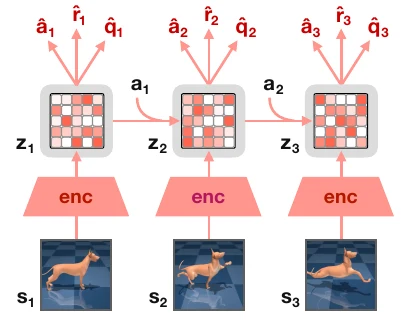 â₁ r̂₁ q̂₁ â₂ r̂₂ q̂₂ â₃ r̂₃ q̂₃
a₁ a₂
z₁ z₂ z₃
enc enc enc
s₁ s₂ s₃